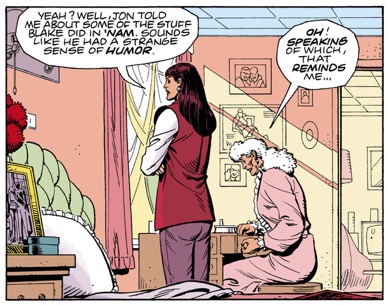 YEAH? WELL, JON TOLD
ME ABOUT SOME OF THE STUFF
BLAKE DID IN 'NAM. SOUNDS
LIKE HE HAD A STRANGE
SENSE OF HUMOR.
OH!
SPEAKING
OF WHICH,
THAT
REMINDS
ME...